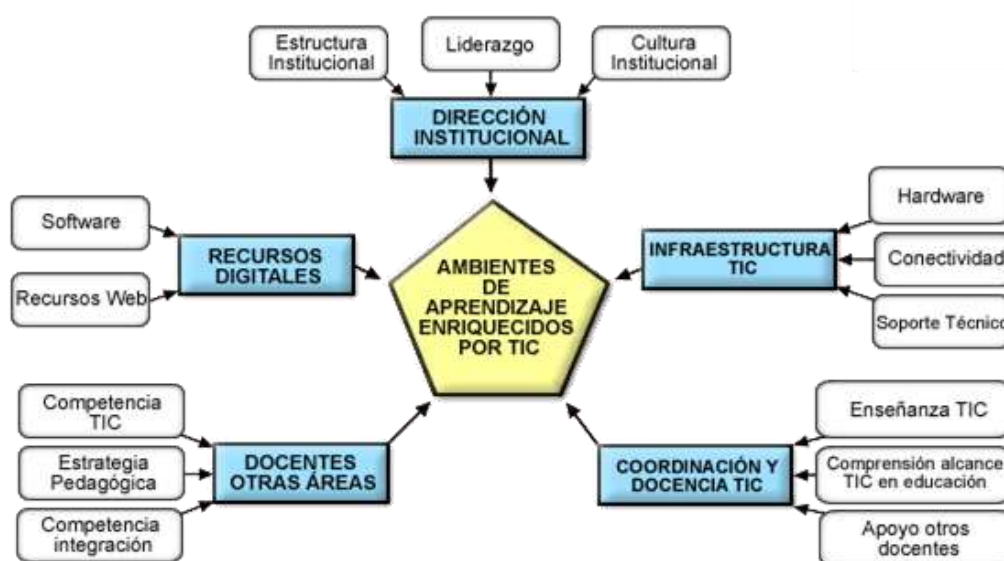 Estructura
Institucional
Liderazgo
Cultura
Institucional
DIRECCIÓN
INSTITUCIONAL
Software
Recursos Web
RECURSOS
DIGITALES
AMBIENTES
DE
APRENDIZAJE
ENRIQUECIDOS
POR TIC
INFRAESTRUCTURA
TIC
Hardware
Conectividad
Soporte Técnico
Competencia
TIC
Estrategia
Pedagógica
Competencia
integración
DOCENTES
OTRAS ÁREAS
COORDINACIÓN Y
DOCENCIA TIC
Enseñanza TIC
Comprensión alcance
TIC en educación
Apoyo otros
docentes